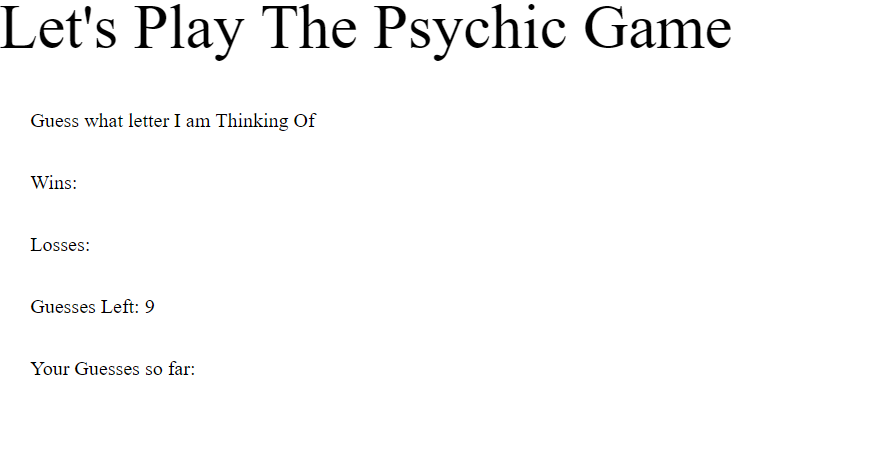 Let's Play The Psychic Game
Guess what letter I am Thinking Of
Wins:
Losses:
Guesses Left: 9
Your Guesses so far: